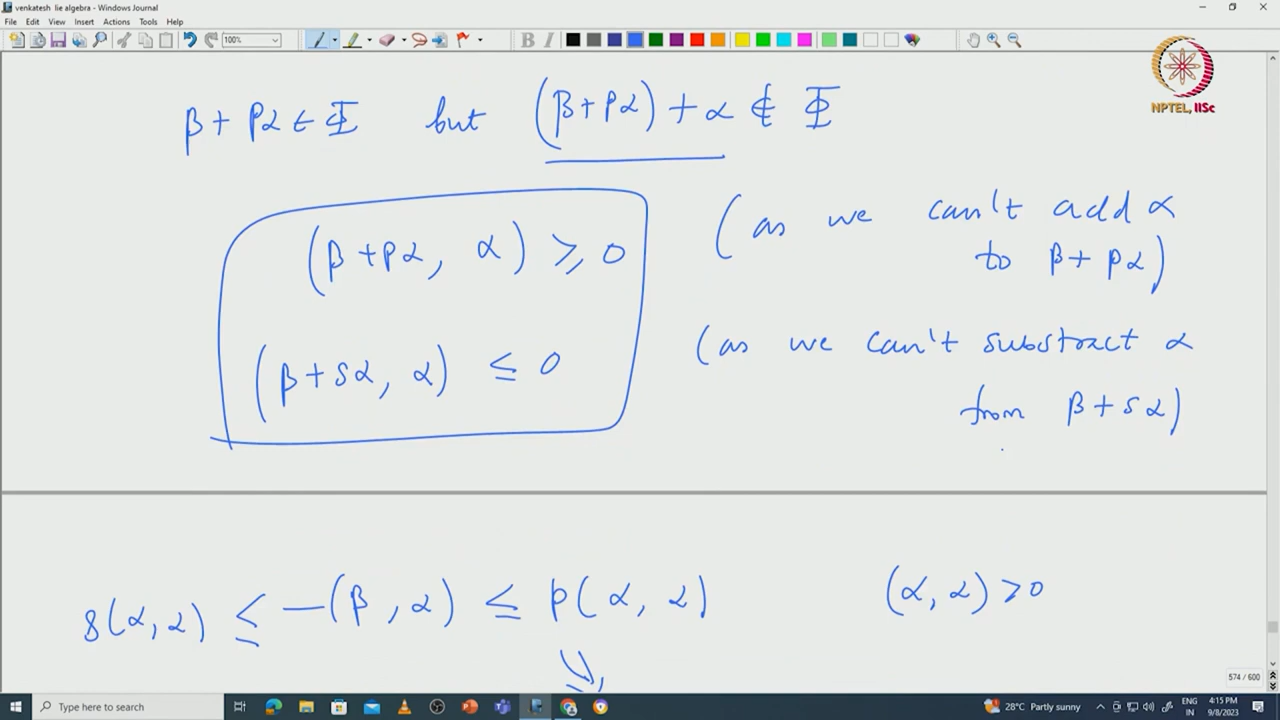 venkatesh lie algebra - Windows Journal
File Edit View Insert Actions Tools Help
100%
B I
NPTEL, IISc
β + pα ∈ Φ but (β + pα) + α ∉ Φ
(β + pα, α) ≥ 0 (as we can't add α
to β + pα)
(β + sα, α) ≤ 0 (as we can't substract α
from β + sα)
s(α, α) ≤ −(β, α) ≤ p(α, α) (α, α) > 0
574 / 600
Type here to search
28°C Partly sunny
ENG
IN
4:15 PM
9/8/2023